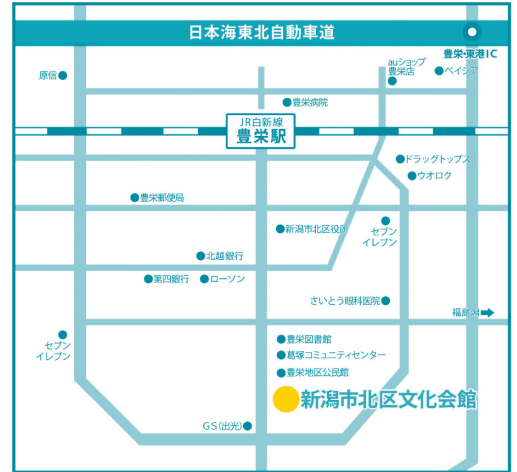 日本海東北自動車道
豊栄・東港IC
auショップ
豊栄店
原信
ベイシア
豊栄病院
JR白新線
豊栄駅
ドラッグトップス
ウオロク
豊栄郵便局
新潟市北区役所
セブン
イレブン
北越銀行
第四銀行
ローソン
さいとう眼科医院
福島潟
セブン
イレブン
豊栄図書館
葛塚コミュニティセンター
豊栄地区公民館
新潟市北区文化会館
GS(出光)